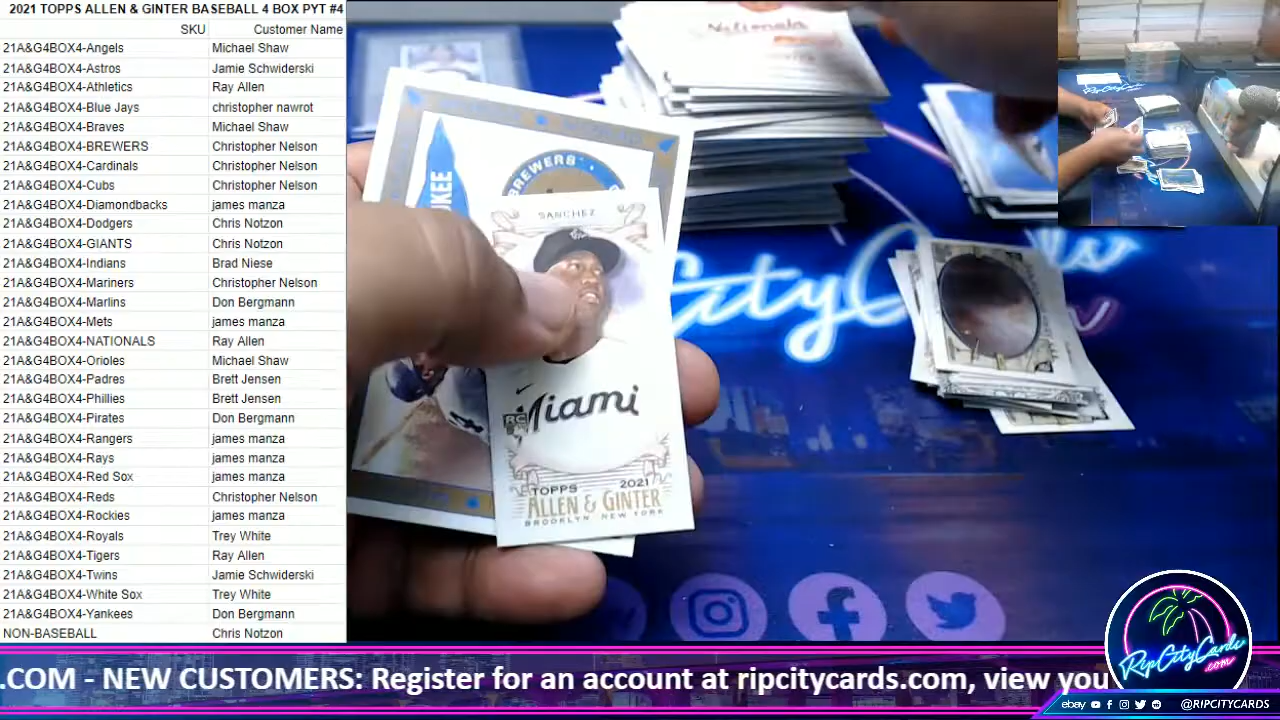 2021 TOPPS ALLEN & GINTER BASEBALL 4 BOX PYT #4
SKU Customer Name
21A&G4BOX4-Angels Michael Shaw
21A&G4BOX4-Astros Jamie Schwiderski
21A&G4BOX4-Athletics Ray Allen
21A&G4BOX4-Blue Jays christopher nawrot
21A&G4BOX4-Braves Michael Shaw
21A&G4BOX4-BREWERS Christopher Nelson
21A&G4BOX4-Cardinals Christopher Nelson
21A&G4BOX4-Cubs Christopher Nelson
21A&G4BOX4-Diamondbacks james manza
21A&G4BOX4-Dodgers Chris Notzon
21A&G4BOX4-GIANTS Chris Notzon
21A&G4BOX4-Indians Brad Niese
21A&G4BOX4-Mariners Christopher Nelson
21A&G4BOX4-Marlins Don Bergmann
21A&G4BOX4-Mets james manza
21A&G4BOX4-NATIONALS Ray Allen
21A&G4BOX4-Orioles Michael Shaw
21A&G4BOX4-Padres Brett Jensen
21A&G4BOX4-Phillies Brett Jensen
21A&G4BOX4-Pirates Don Bergmann
21A&G4BOX4-Rangers james manza
21A&G4BOX4-Rays james manza
21A&G4BOX4-Red Sox james manza
21A&G4BOX4-Reds Christopher Nelson
21A&G4BOX4-Rockies james manza
21A&G4BOX4-Royals Trey White
21A&G4BOX4-Tigers Ray Allen
21A&G4BOX4-Twins Jamie Schwiderski
21A&G4BOX4-White Sox Trey White
21A&G4BOX4-Yankees Don Bergmann
NON-BASEBALL Chris Notzon
Nationals
BREWERS
KEE
SANCHEZ
Miami
RC
TOPPS 2021
ALLEN & GINTER
BROOKLYN NEW YORK
RipCityCards
.com
.COM - NEW CUSTOMERS: Register for an account at ripcitycards.com, view you
ebay @RIPCITYCARDS